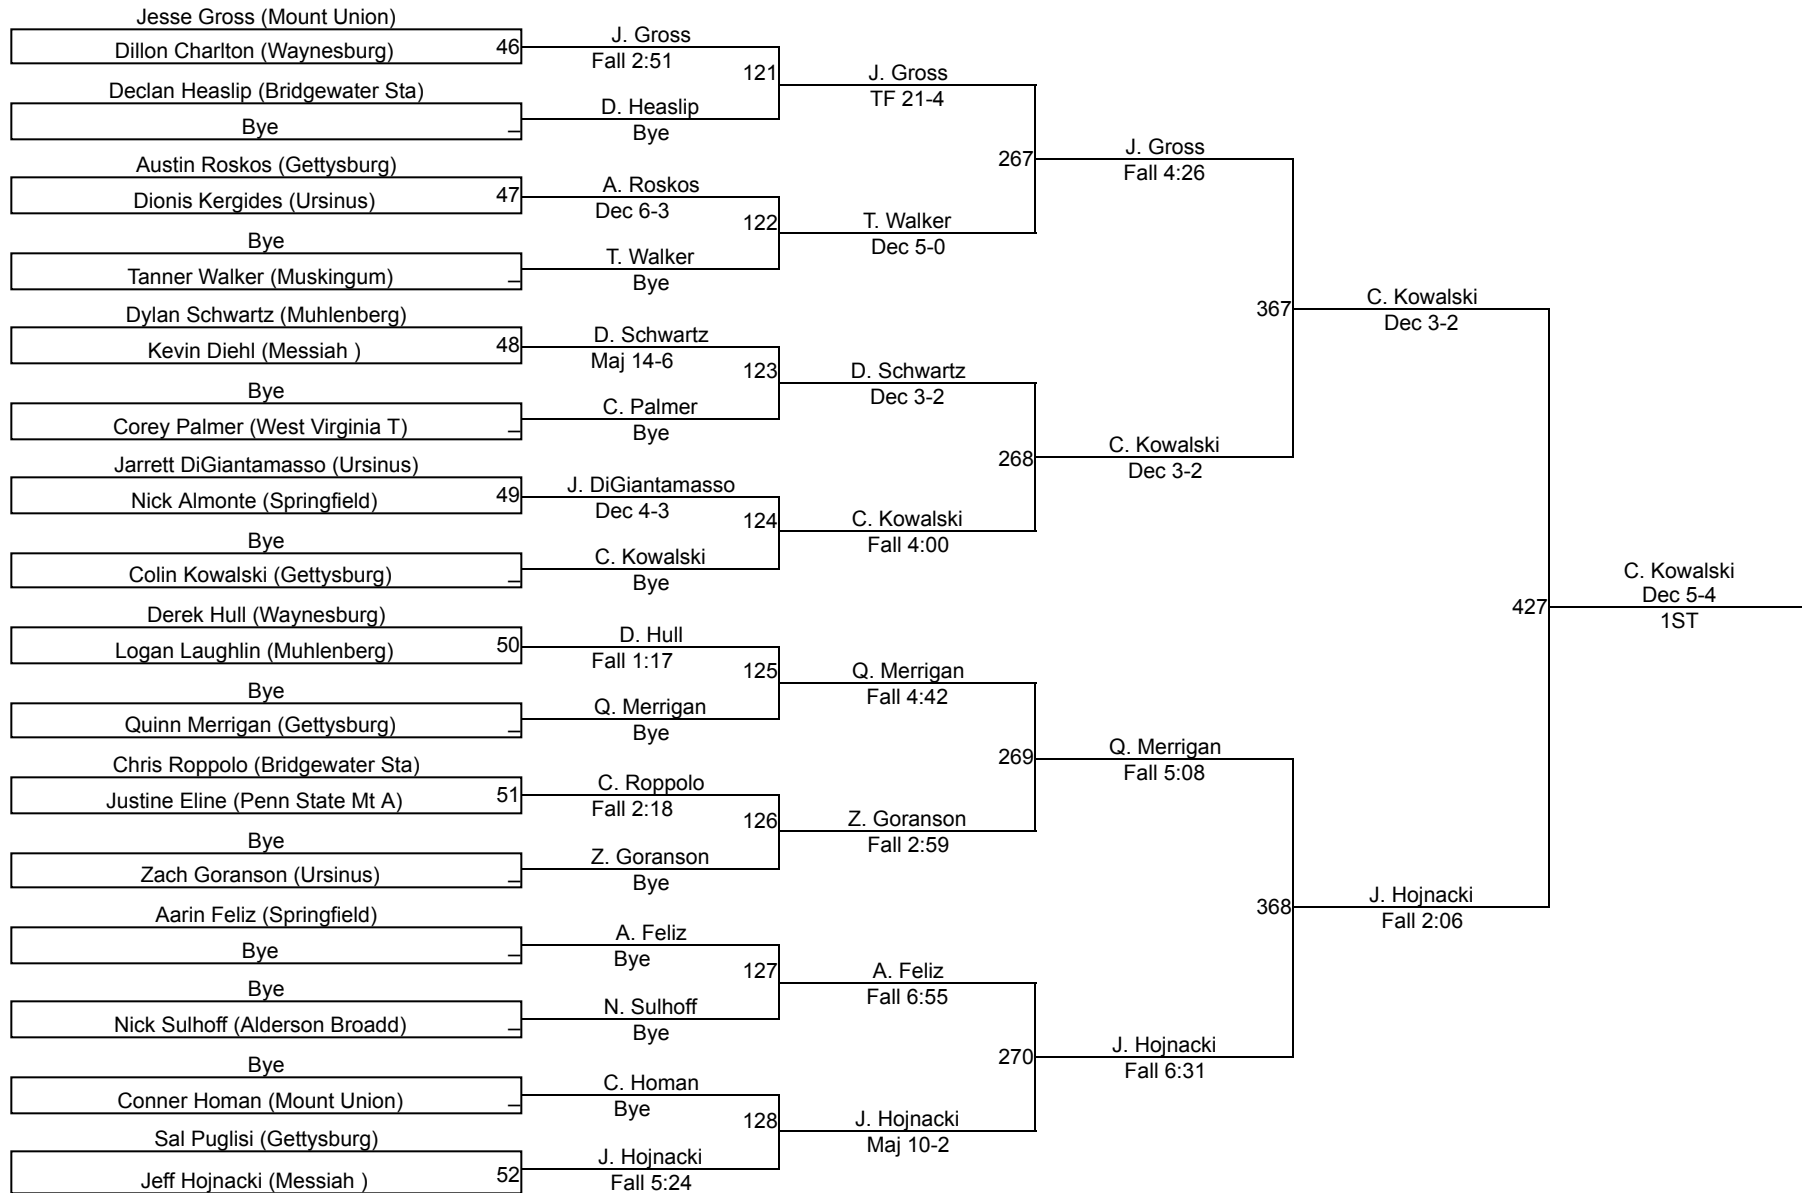 Jesse Gross (Mount Union)
Dillon Charlton (Waynesburg)
46
Declan Heaslip (Bridgewater Sta)
Bye
_
Austin Roskos (Gettysburg)
Dionis Kergides (Ursinus)
47
Bye
Tanner Walker (Muskingum)
_
Dylan Schwartz (Muhlenberg)
Kevin Diehl (Messiah )
48
Bye
Corey Palmer (West Virginia T)
_
Jarrett DiGiantamasso (Ursinus)
Nick Almonte (Springfield)
49
Bye
Colin Kowalski (Gettysburg)
_
Derek Hull (Waynesburg)
Logan Laughlin (Muhlenberg)
50
Bye
Quinn Merrigan (Gettysburg)
_
Chris Roppolo (Bridgewater Sta)
Justine Eline (Penn State Mt A)
51
Bye
Zach Goranson (Ursinus)
_
Aarin Feliz (Springfield)
Bye
_
Bye
Nick Sulhoff (Alderson Broadd)
_
Bye
Conner Homan (Mount Union)
_
Sal Puglisi (Gettysburg)
Jeff Hojnacki (Messiah )
52
J. Gross
Fall 2:51
121
D. Heaslip
Bye
A. Roskos
Dec 6-3
122
T. Walker
Bye
D. Schwartz
Maj 14-6
123
C. Palmer
Bye
J. DiGiantamasso
Dec 4-3
124
C. Kowalski
Bye
D. Hull
Fall 1:17
125
Q. Merrigan
Bye
C. Roppolo
Fall 2:18
126
Z. Goranson
Bye
A. Feliz
Bye
127
N. Sulhoff
Bye
C. Homan
Bye
128
J. Hojnacki
Fall 5:24
J. Gross
TF 21-4
267
T. Walker
Dec 5-0
D. Schwartz
Dec 3-2
268
C. Kowalski
Fall 4:00
Q. Merrigan
Fall 4:42
269
Z. Goranson
Fall 2:59
A. Feliz
Fall 6:55
270
J. Hojnacki
Maj 10-2
J. Gross
Fall 4:26
367
C. Kowalski
Dec 3-2
Q. Merrigan
Fall 5:08
368
J. Hojnacki
Fall 6:31
C. Kowalski
Dec 3-2
427
J. Hojnacki
Fall 2:06
C. Kowalski
Dec 5-4
1ST